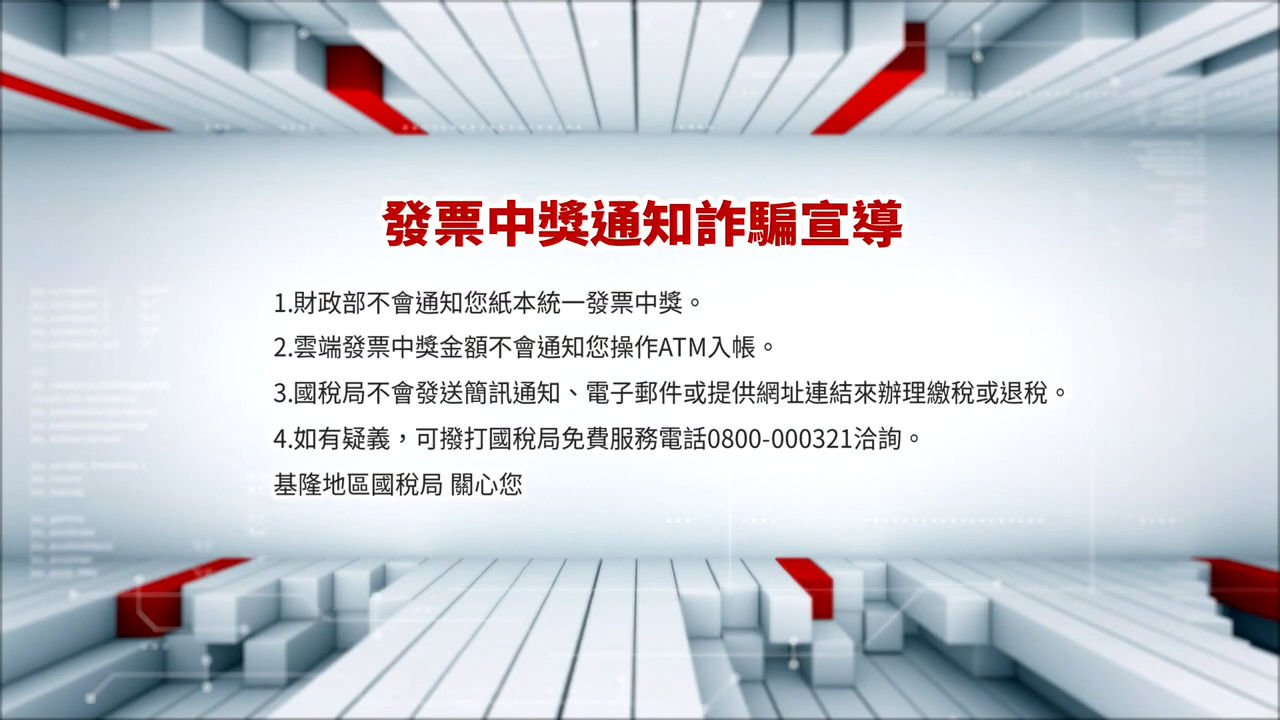 發票中獎通知詐騙宣導
1.財政部不會通知您紙本統一發票中獎。
2.雲端發票中獎金額不會通知您操作ATM入帳。
3.國稅局不會發送簡訊通知、電子郵件或提供網址連結來辦理繳稅或退稅。
4.如有疑義，可撥打國稅局免費服務電話0800-000321洽詢。
基隆地區國稅局 關心您